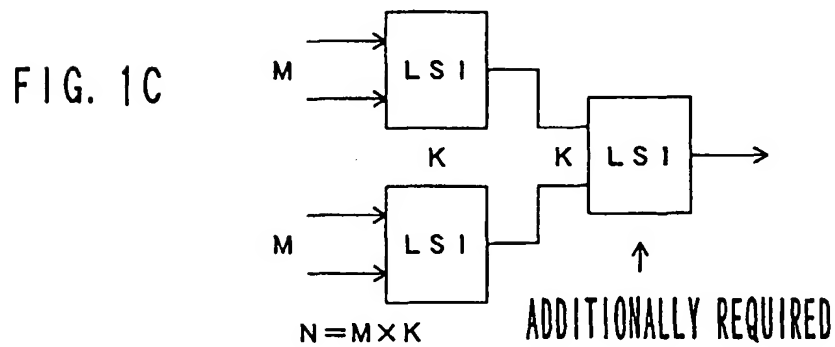 FIG. 1C
M
LSI
K
K
LSI
M
LSI
N=M×K
ADDITIONALLY REQUIRED